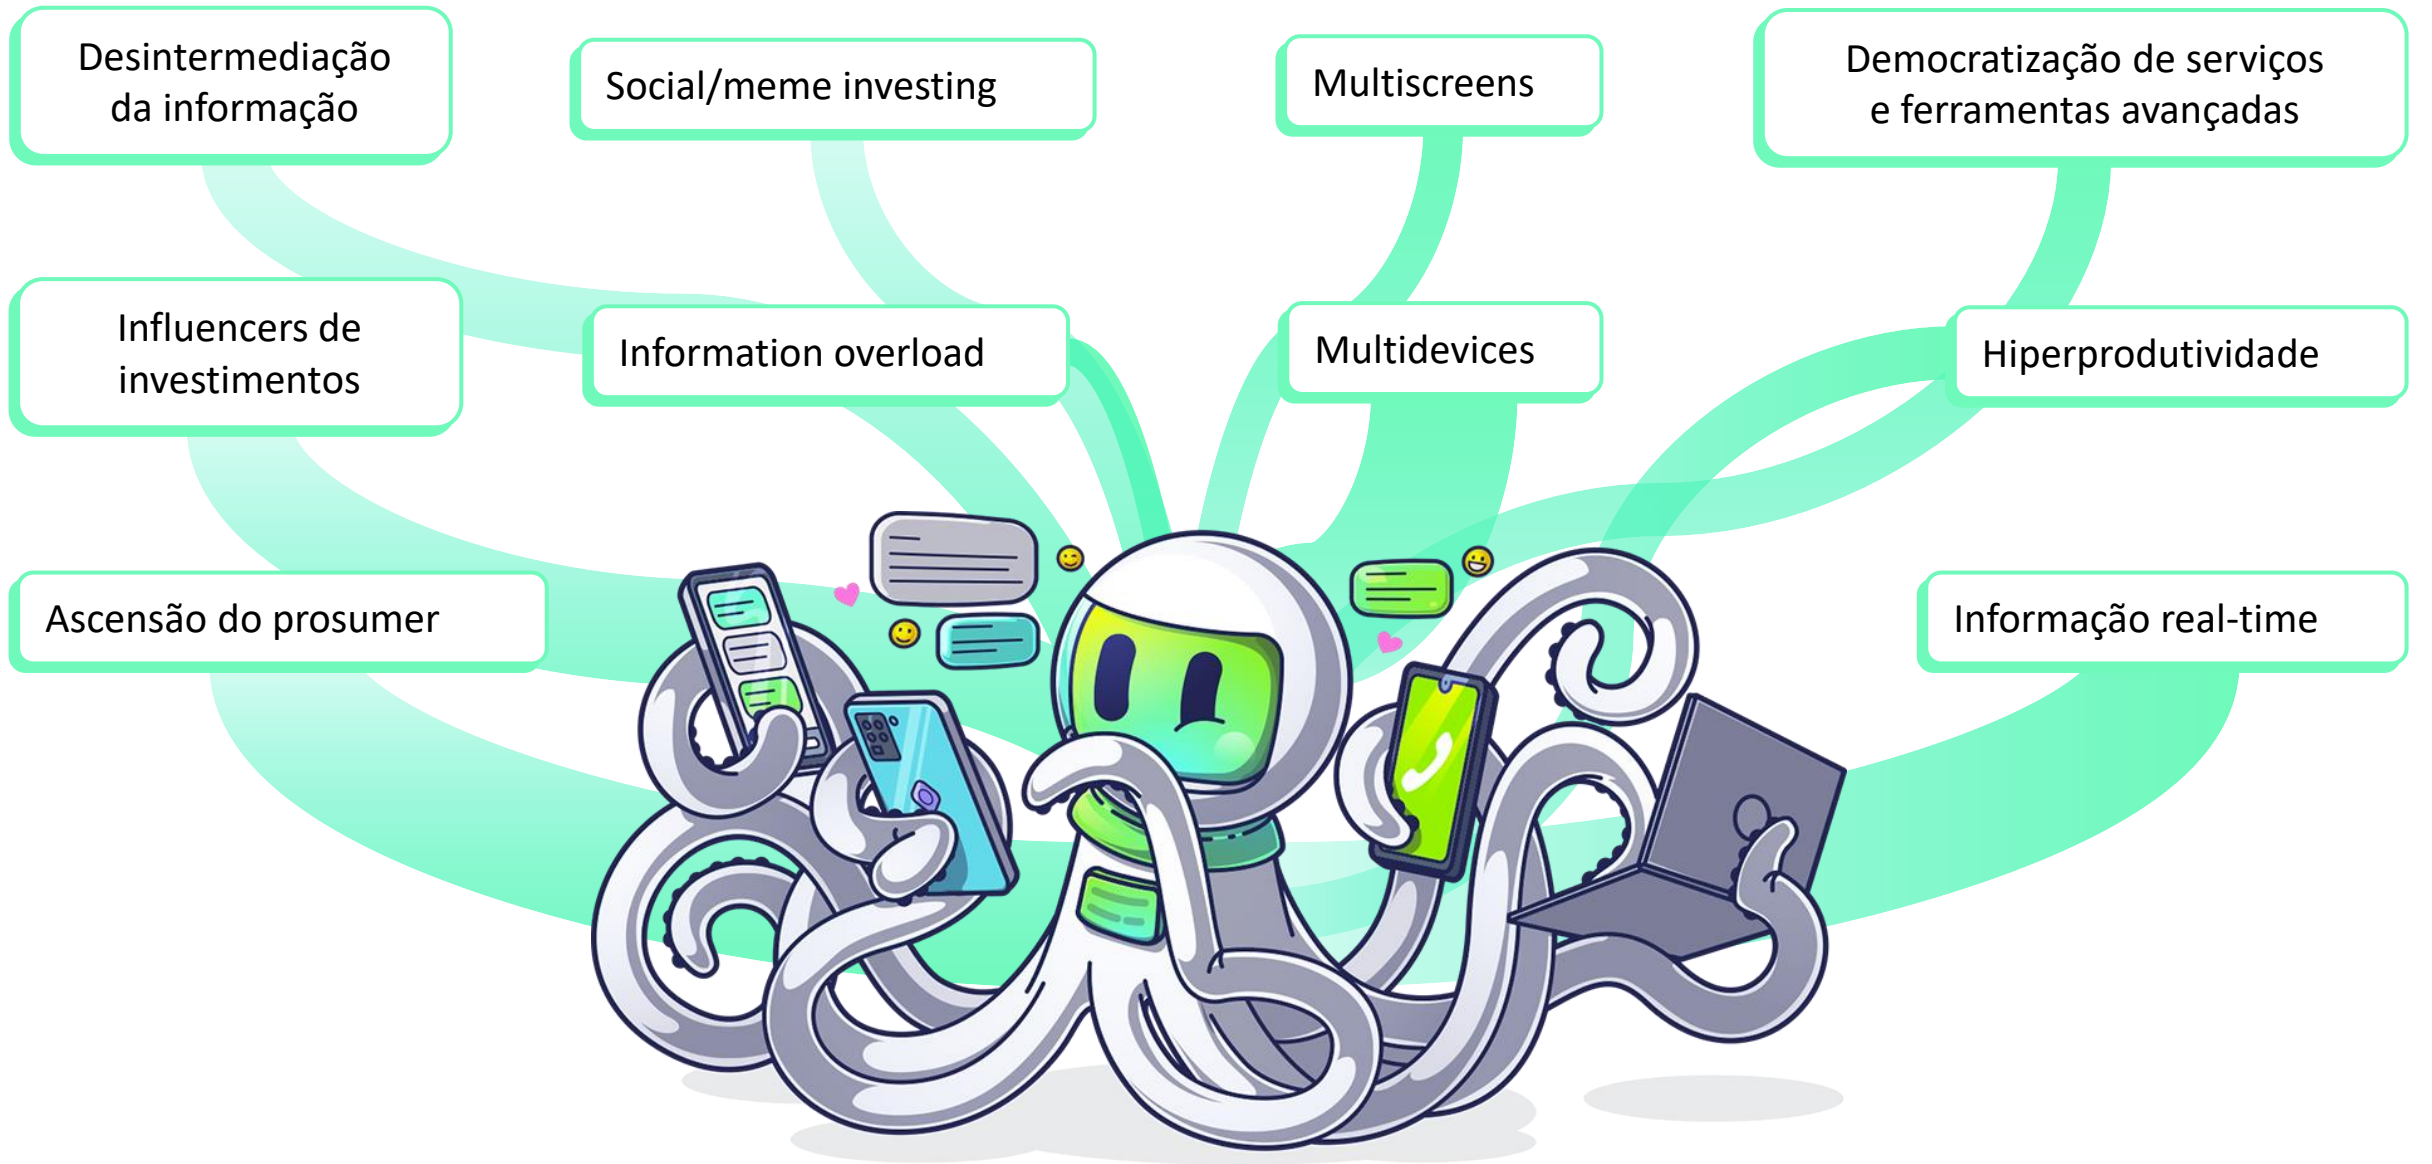 Desintermediação
da informação
Social/meme investing
Multiscreens
Democratização de serviços
e ferramentas avançadas
Influencers de
investimentos
Information overload
Multidevices
Hiperprodutividade
Ascensão do prosumer
Informação real-time